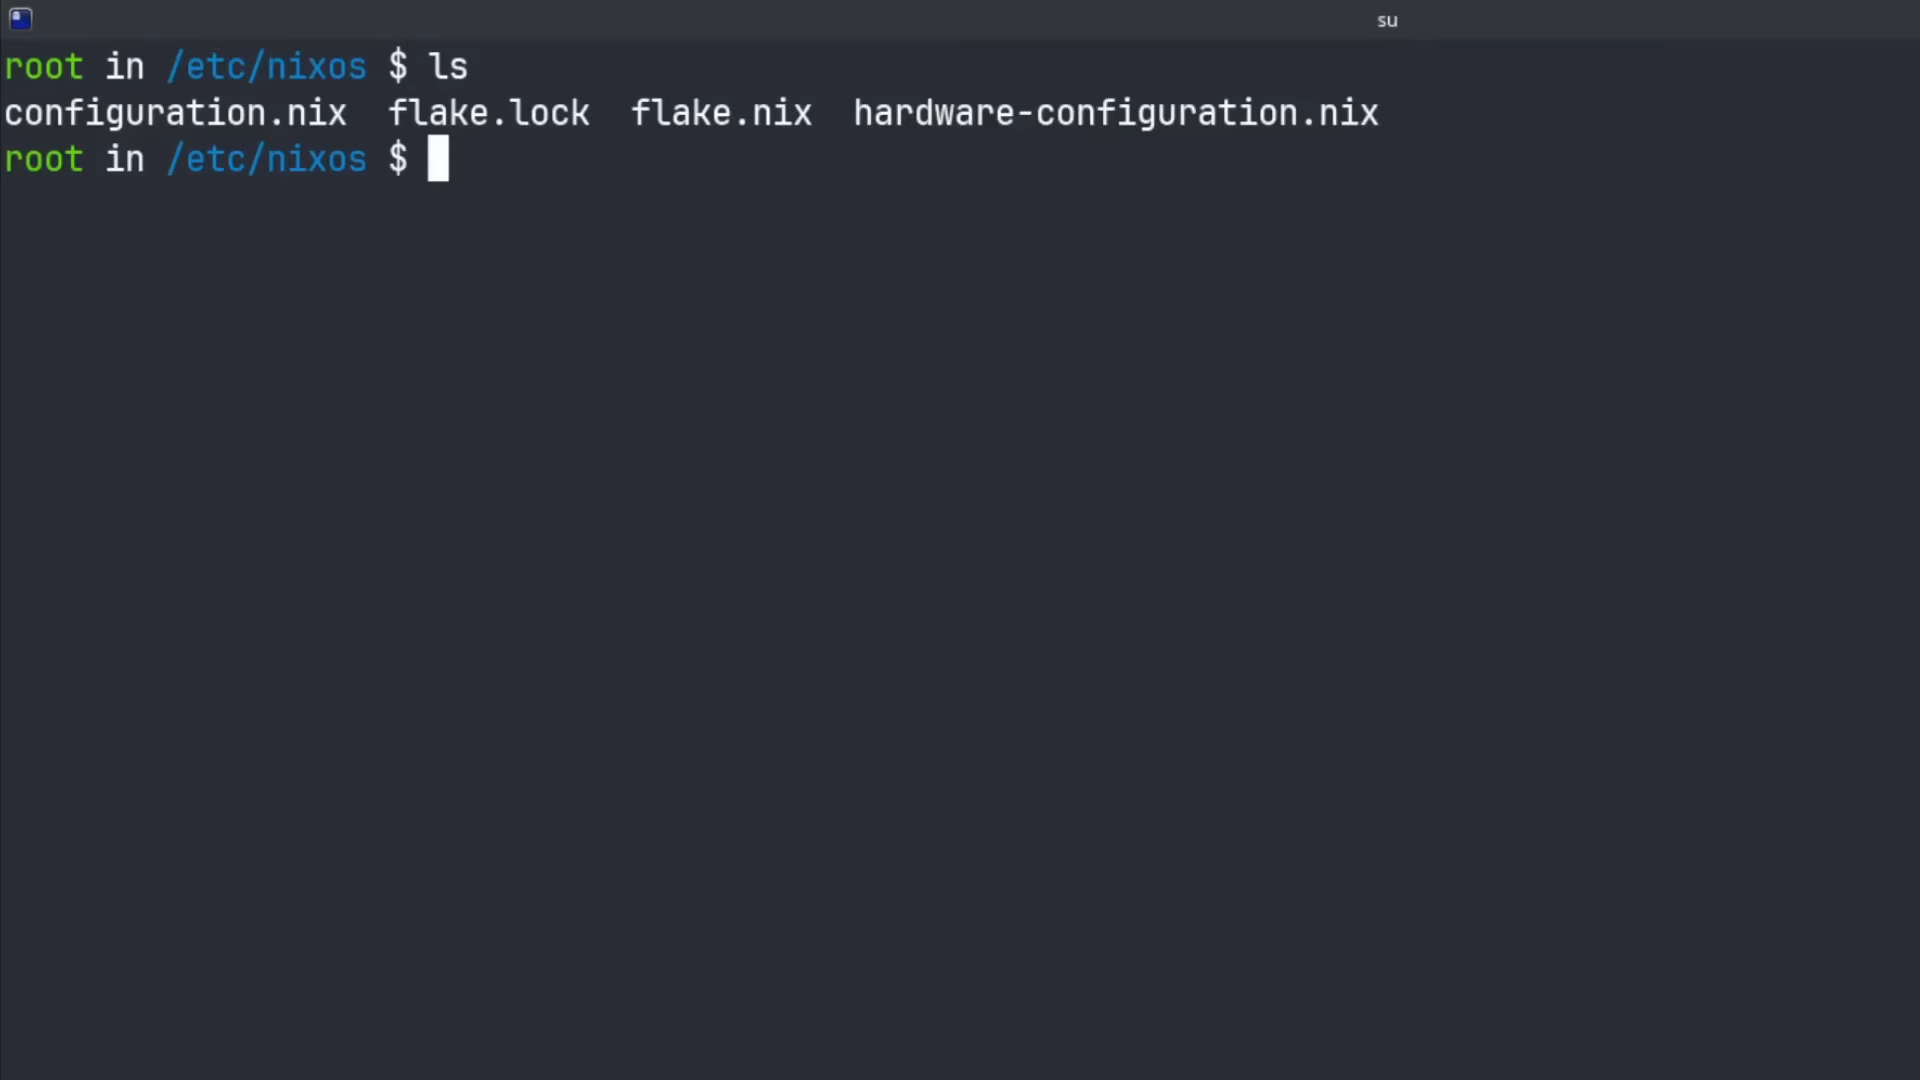 su
root in /etc/nixos $ ls
configuration.nix  flake.lock  flake.nix  hardware-configuration.nix
root in /etc/nixos $